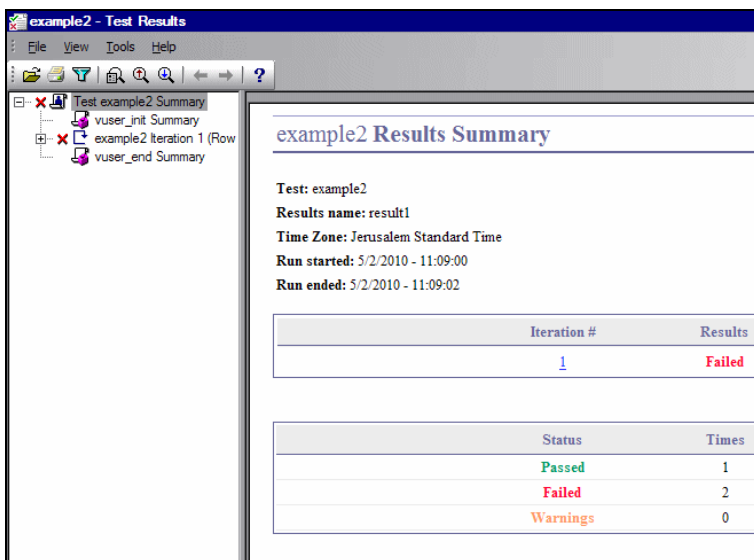 example2 - Test Results
File View Tools Help
?
Test example2 Summary
vuser_init Summary
example2 Iteration 1 (Row
vuser_end Summary
example2 Results Summary
Test: example2
Results name: result1
Time Zone: Jerusalem Standard Time
Run started: 5/2/2010 - 11:09:00
Run ended: 5/2/2010 - 11:09:02
Iteration # Results
1 Failed
Status Times
Passed 1
Failed 2
Warnings 0